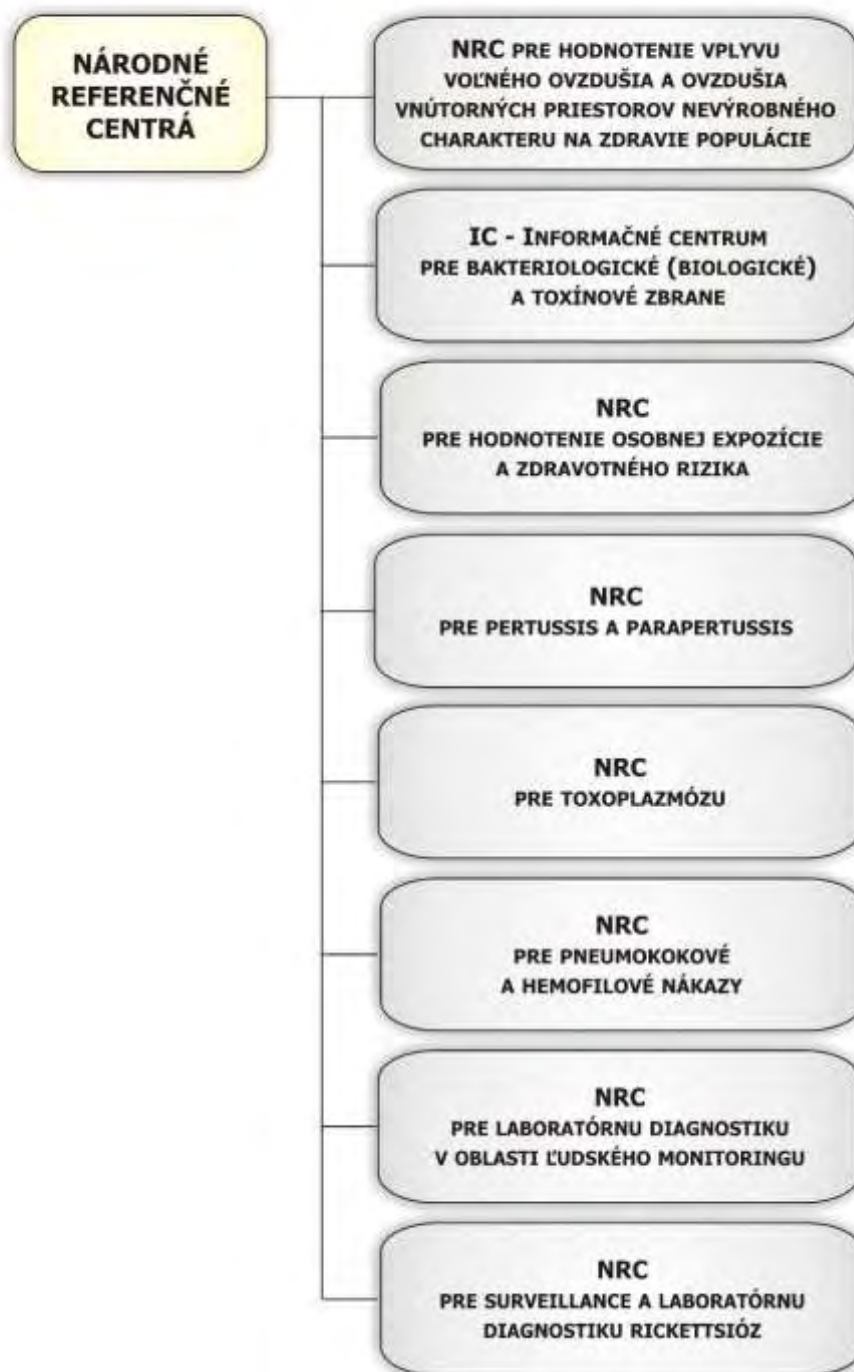 NÁRODNÉ
REFERENČNÉ
CENTRÁ
NRC PRE HODNOTENIE VPLYVU
VOĽNÉHO OVZDUŠIA A OVZDUŠIA
VNÚTORNÝCH PRIESTOROV NEVÝROBNÉHO
CHARAKTERU NA ZDRAVIE POPULÁCIE
IC - INFORMAČNÉ CENTRUM
PRE BAKTERIOLOGICKÉ (BIOLOGICKÉ)
A TOXÍNOVÉ ZBRANE
NRC
PRE HODNOTENIE OSOBNEJ EXPOZÍCIE
A ZDRAVOTNÉHO RIZIKA
NRC
PRE PERTUSSIS A PARAPERTUSSIS
NRC
PRE TOXOPLAZMÓZU
NRC
PRE PNEUMOKOKOVÉ
A HEMOFILOVÉ NÁKAZY
NRC
PRE LABORATÓRNU DIAGNOSTIKU
V OBLASTI ĽUDSKÉHO MONITORINGU
NRC
PRE SURVEILLANCE A LABORATÓRNU
DIAGNOSTIKU RICKETTSIÓZ